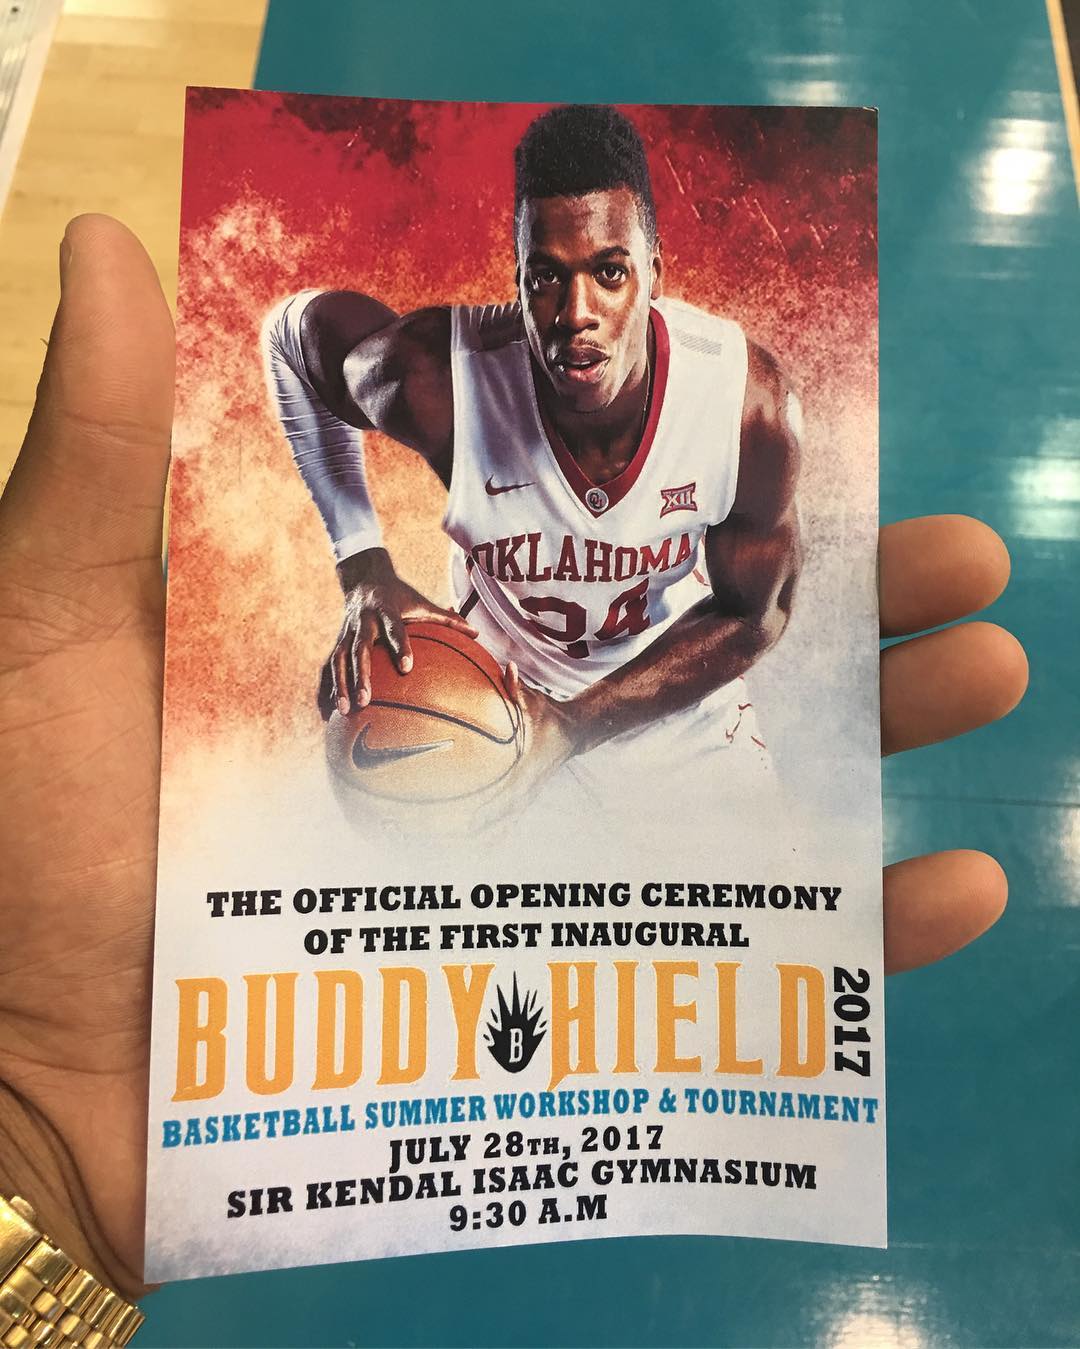 OU
XII
OKLAHOMA
24
THE OFFICIAL OPENING CEREMONY
OF THE FIRST INAUGURAL
BUDDY B HIELD 2017
BASKETBALL SUMMER WORKSHOP & TOURNAMENT
JULY 28TH, 2017
SIR KENDAL ISAAC GYMNASIUM
9:30 A.M